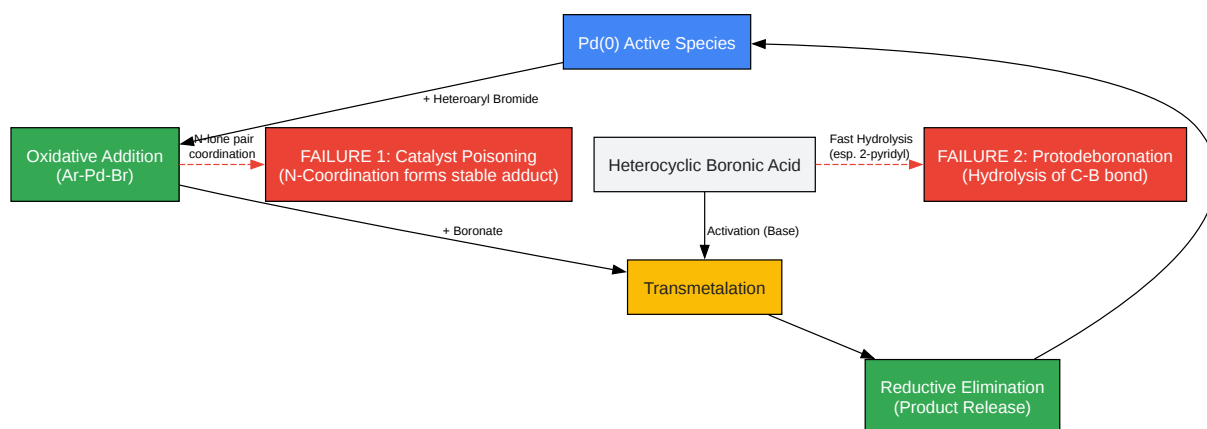 Pd(0) Active Species
+ Heteroaryl Bromide
Oxidative Addition
(Ar-Pd-Br)
N-lone pair
coordination
FAILURE 1: Catalyst Poisoning
(N-Coordination forms stable adduct)
Heterocyclic Boronic Acid
Fast Hydrolysis
(esp. 2-pyridyl)
FAILURE 2: Protodeboronation
(Hydrolysis of C-B bond)
+ Boronate
Activation (Base)
Transmetalation
Reductive Elimination
(Product Release)